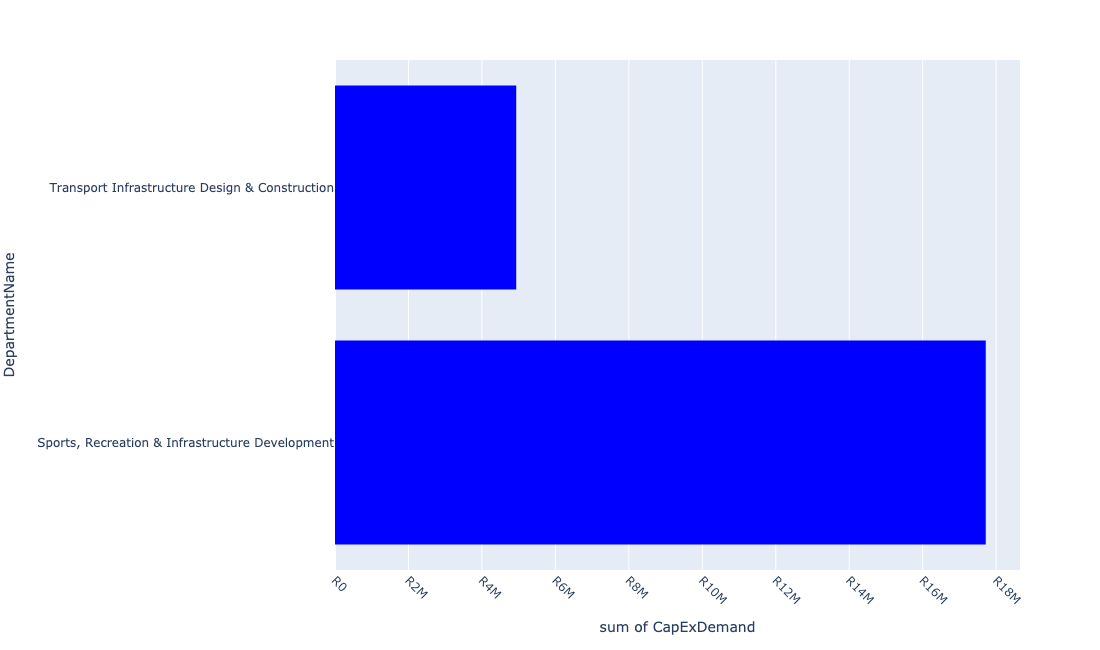 DepartmentName
Transport Infrastructure Design & Construction
Sports, Recreation & Infrastructure Development
R0
R2M
R4M
R6M
R8M
R10M
R12M
R14M
R16M
R18M
sum of CapExDemand